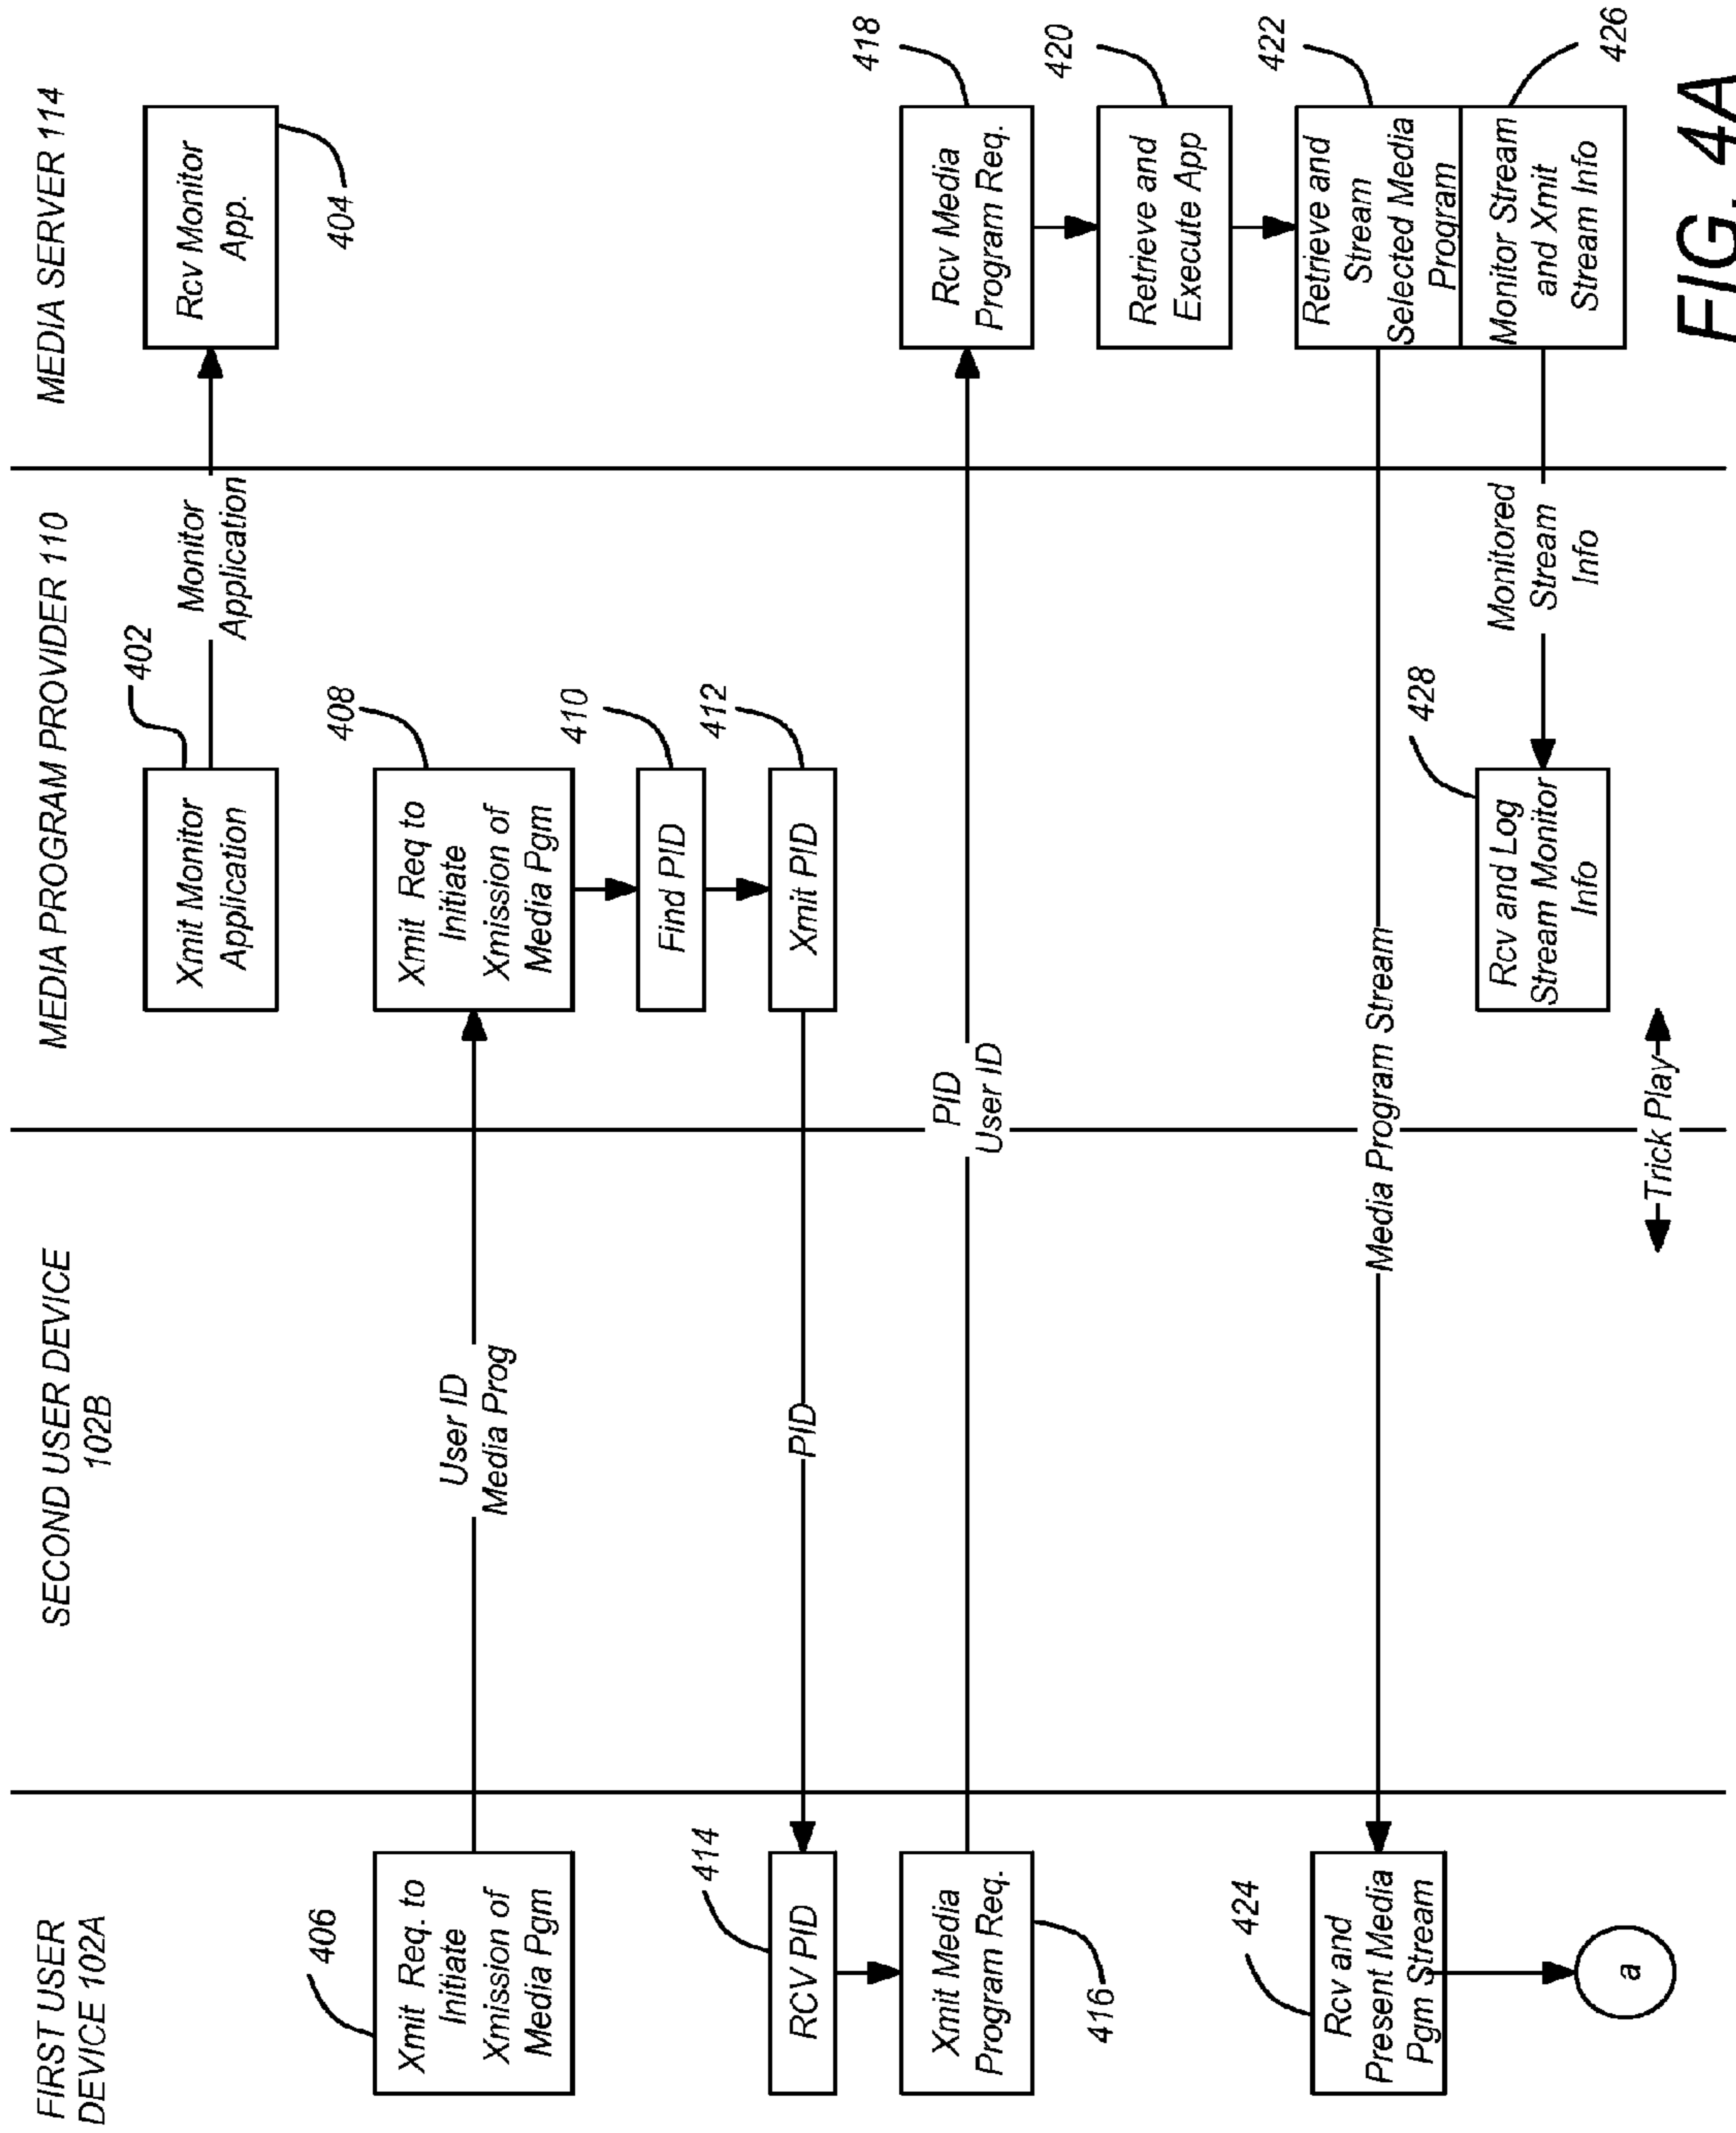 FIRST USER
DEVICE 102A
SECOND USER DEVICE
102B
MEDIA PROGRAM PROVIDER 110
MEDIA SERVER 114
402
Xmit Monitor
Application
Monitor
Application
Rcv Monitor
App.
404
406
Xmit Req. to
Initiate
Xmission of
Media Pgm
User ID
Media Prog
408
Xmit Req to
Initiate
Xmission of
Media Pgm
410
Find PID
412
Xmit PID
PID
414
RCV PID
Xmit Media
Program Req.
416
PID
User ID
418
Rcv Media
Program Req.
420
Retrieve and
Execute App
422
Retrieve and
Stream
Selected Media
Program
Media Program Stream
424
Rcv and
Present Media
Pgm Stream
a
Monitor Stream
and Xmit
Stream Info
426
Monitored
Stream
Info
428
Rcv and Log
Stream Monitor
Info
Trick Play
FIG. 4A